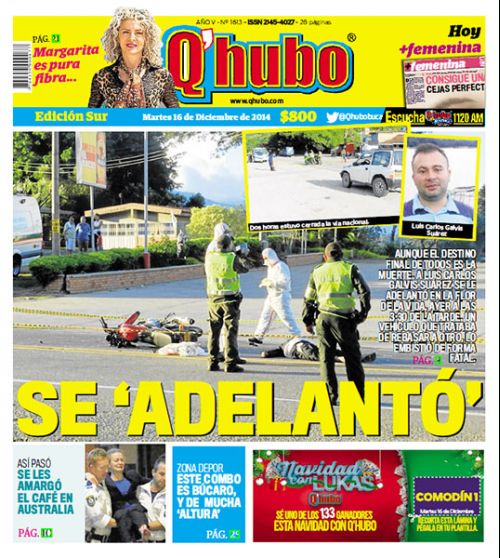 PÁG. 21
Margarita
es pura
fibra...
AÑO V - Nº 1613 - ISSN 2145-4027 - 28 páginas.
Q'hubo®
www.qhubo.com
Hoy
+femenina
+femenina
CONSIGUE UN
CEJAS PERFECT
Edición Sur
Martes 16 de Diciembre de 2014
$800
@Qhubobuca
Escucha
1120 AM
Dos horas estuvo cerrada la vía nacional.
Luis Carlos Galvis
Suárez
AUNQUE EL DESTINO
FINAL DE TODOS ES LA
MUERTE, A LUIS CARLOS
GALVIS SUÁREZ SE LE
ADELANTÓ EN LA FLOR
DE LA VIDA. AYER A LAS
3:30 DE LA TARDE, UN
VEHÍCULO QUE TRATABA
DE REBASAR A OTRO, LO
EMBISTIÓ DE FORMA
PÁG. FATAL.
SE 'ADELANTÓ'
ASÍ PASÓ
SE LES
AMARGÓ
EL CAFÉ EN
AUSTRALIA
PÁG. 10
ZONA DEPOR
ESTE COMBO
ES BÚCARO,
Y DE MUCHA
'ALTURA'
PÁG. 25
Navidad
con LUKAS
Q'hubo
SÉ UNO DE LOS 133 GANADORES
ESTA NAVIDAD CON Q'HUBO
COMODÍN 1
Martes 16 de Diciembre
RECORTA ESTA LÁMINA Y
PÉGALA EN TU PLANTILLA.